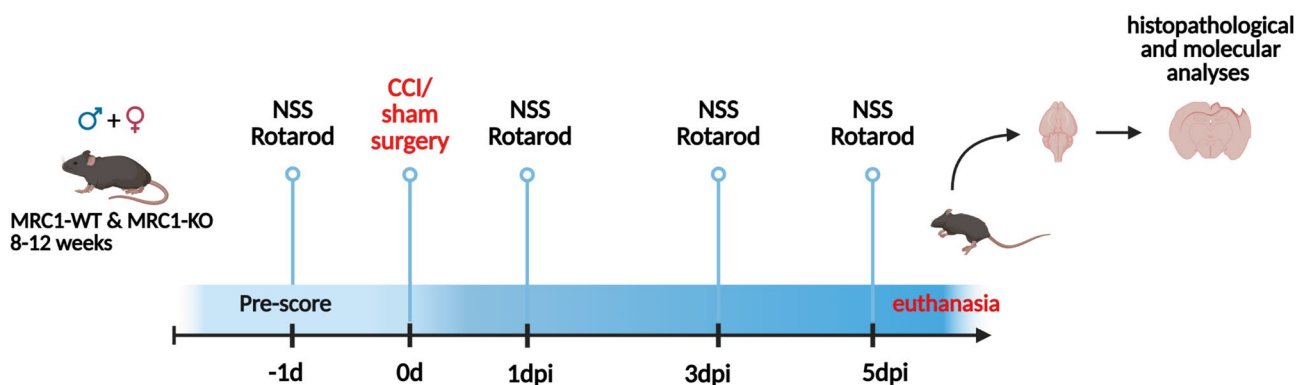 histopathological
and molecular
analyses
CCI/
sham
surgery
NSS
Rotarod
NSS
Rotarod
NSS
Rotarod
NSS
Rotarod
♂ + ♀
MRC1-WT & MRC1-KO
8-12 weeks
Pre-score
euthanasia
-1d
0d
1dpi
3dpi
5dpi